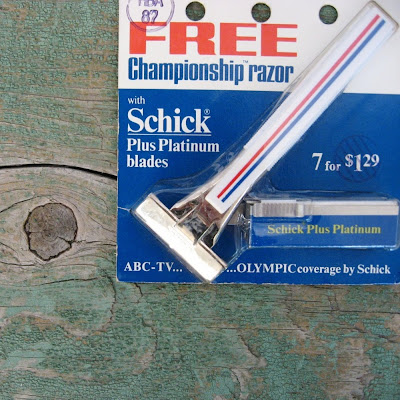 HBA
87
FREE
Championship™ razor
with
Schick®
Plus Platinum
blades
7 for $1.29
Schick Plus Platinum
ABC-TV... ...OLYMPIC coverage by Schick